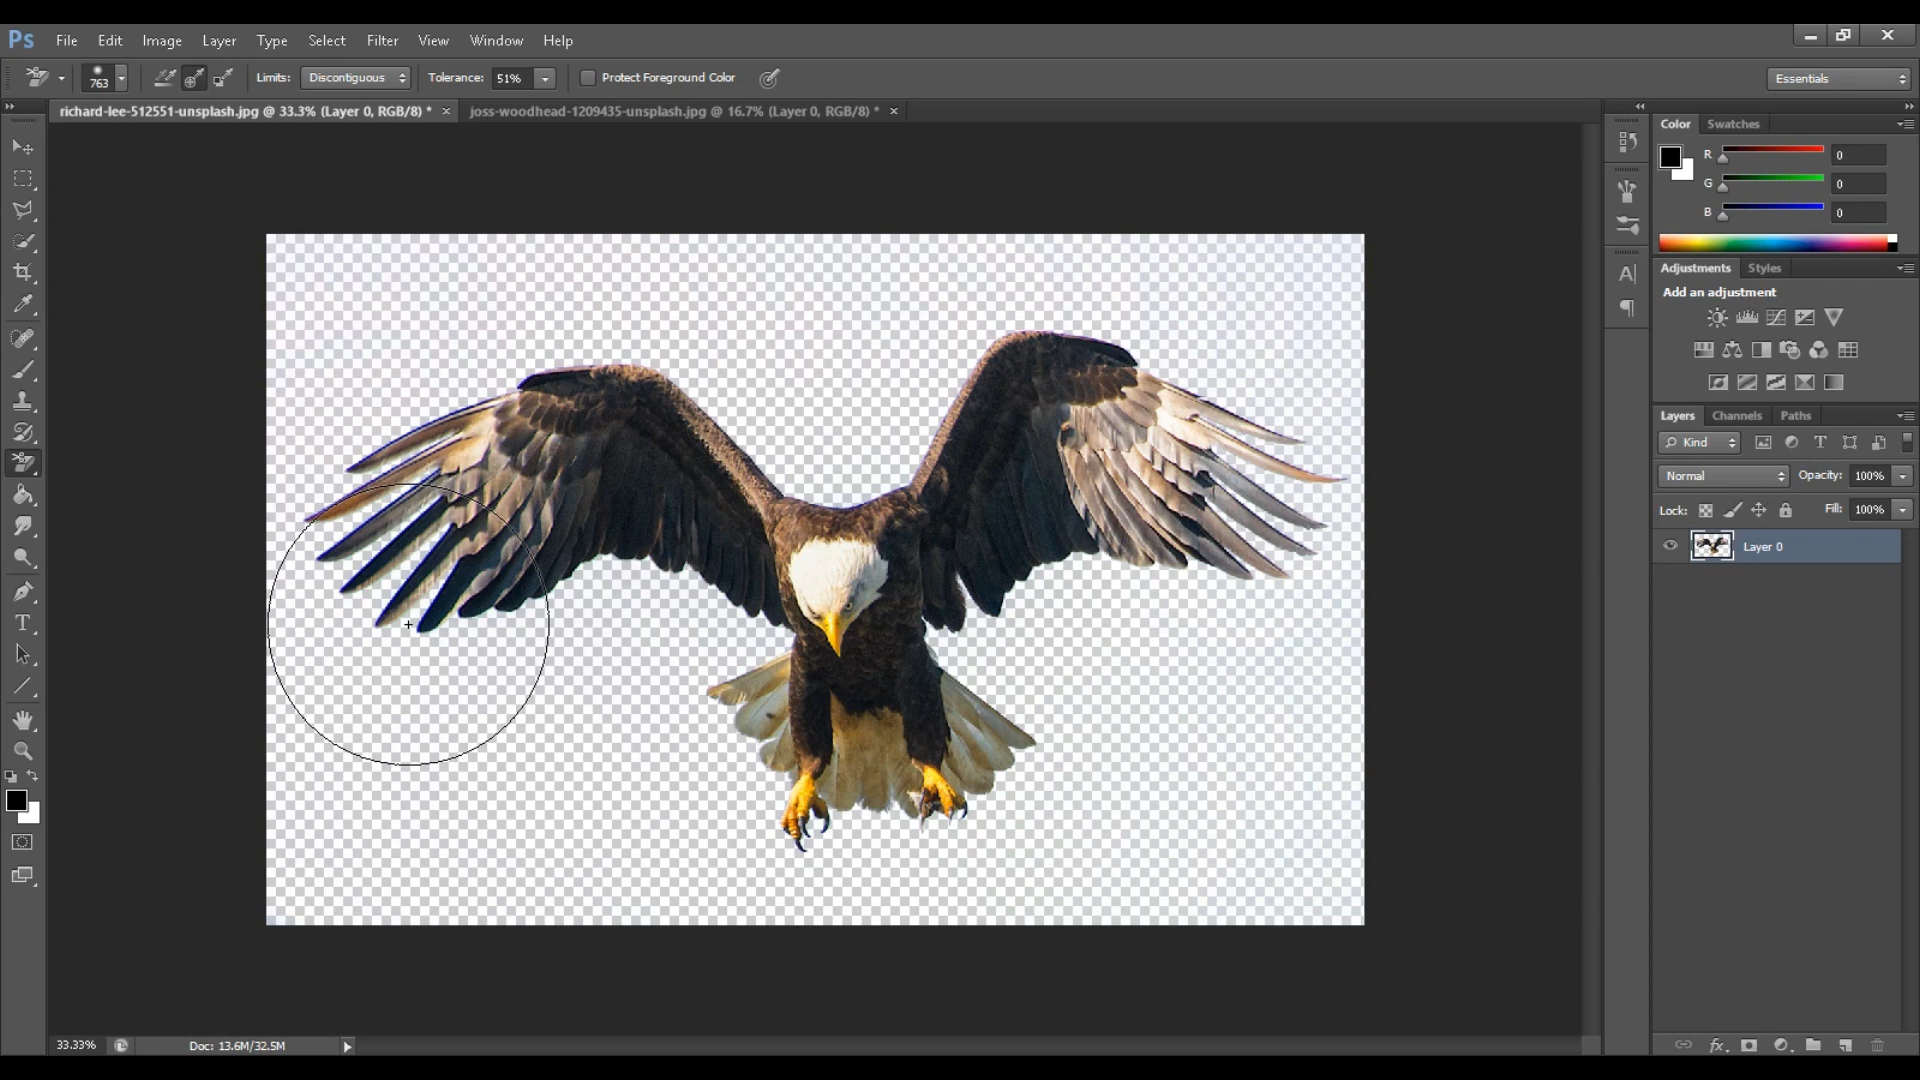 Ps File Edit Image Layer Type Select Filter View Window Help
763 Limits: Discontiguous Tolerance: 51% Protect Foreground Color Essentials
richard-lee-512551-unsplash.jpg @ 33.3% (Layer 0, RGB/8) * × joss-woodhead-1209435-unsplash.jpg @ 16.7% (Layer 0, RGB/8) * ×
Color Swatches
R 0
G 0
B 0
Adjustments Styles
Add an adjustment
Layers Channels Paths
Kind
Normal Opacity: 100%
Lock: Fill: 100%
Layer 0
33.33% Doc: 13.6M/32.5M